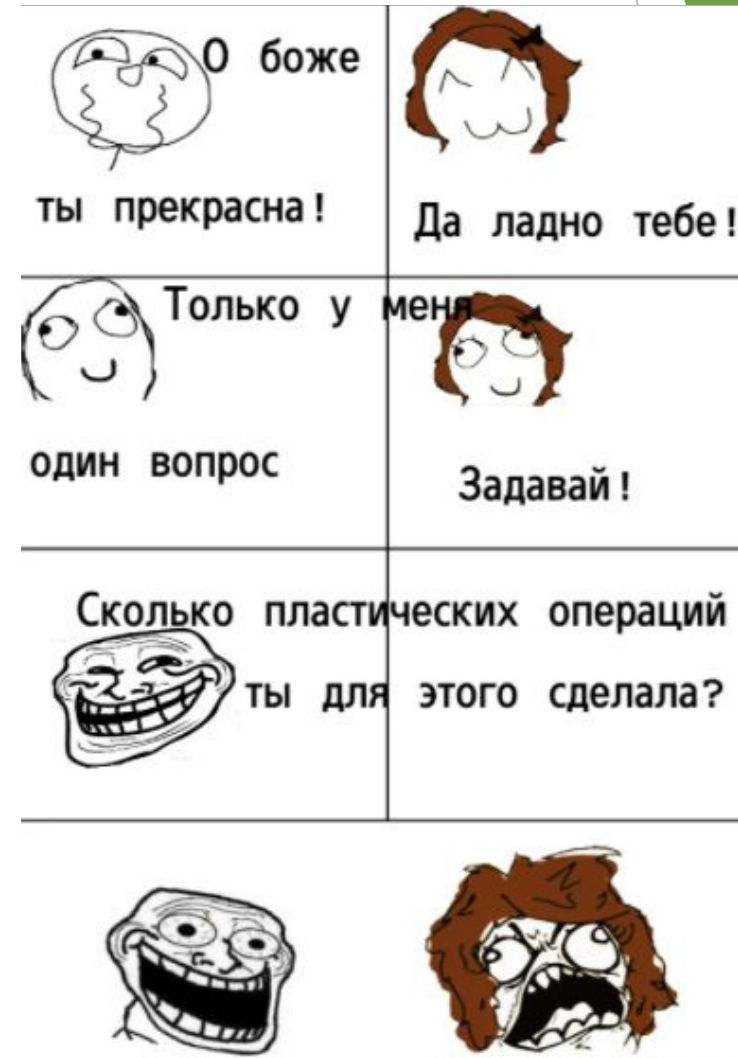 О боже
ты прекрасна!
Да ладно тебе!
Только у меня
один вопрос
Задавай!
Сколько пластических операций
ты для этого сделала?